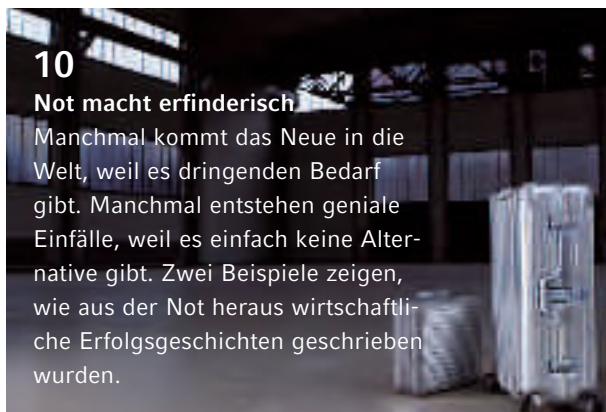 10
Not macht erfinderisch
Manchmal kommt das Neue in die
Welt, weil es dringenden Bedarf
gibt. Manchmal entstehen geniale
Einfälle, weil es einfach keine Alter-
native gibt. Zwei Beispiele zeigen,
wie aus der Not heraus wirtschaftli-
che Erfolgsgeschichten geschrieben
wurden.